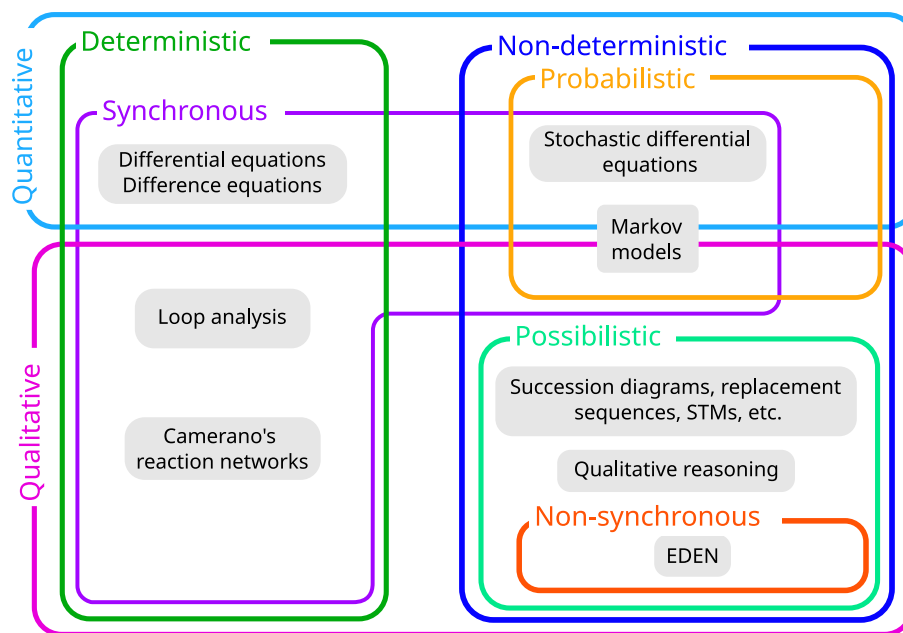 Quantitative
Deterministic
Non-deterministic
Probabilistic
Synchronous
Differential equations
Difference equations
Stochastic differential
equations
Markov
models
Qualitative
Loop analysis
Camerano's
reaction networks
Possibilistic
Succession diagrams, replacement
sequences, STMs, etc.
Qualitative reasoning
Non-synchronous
EDEN